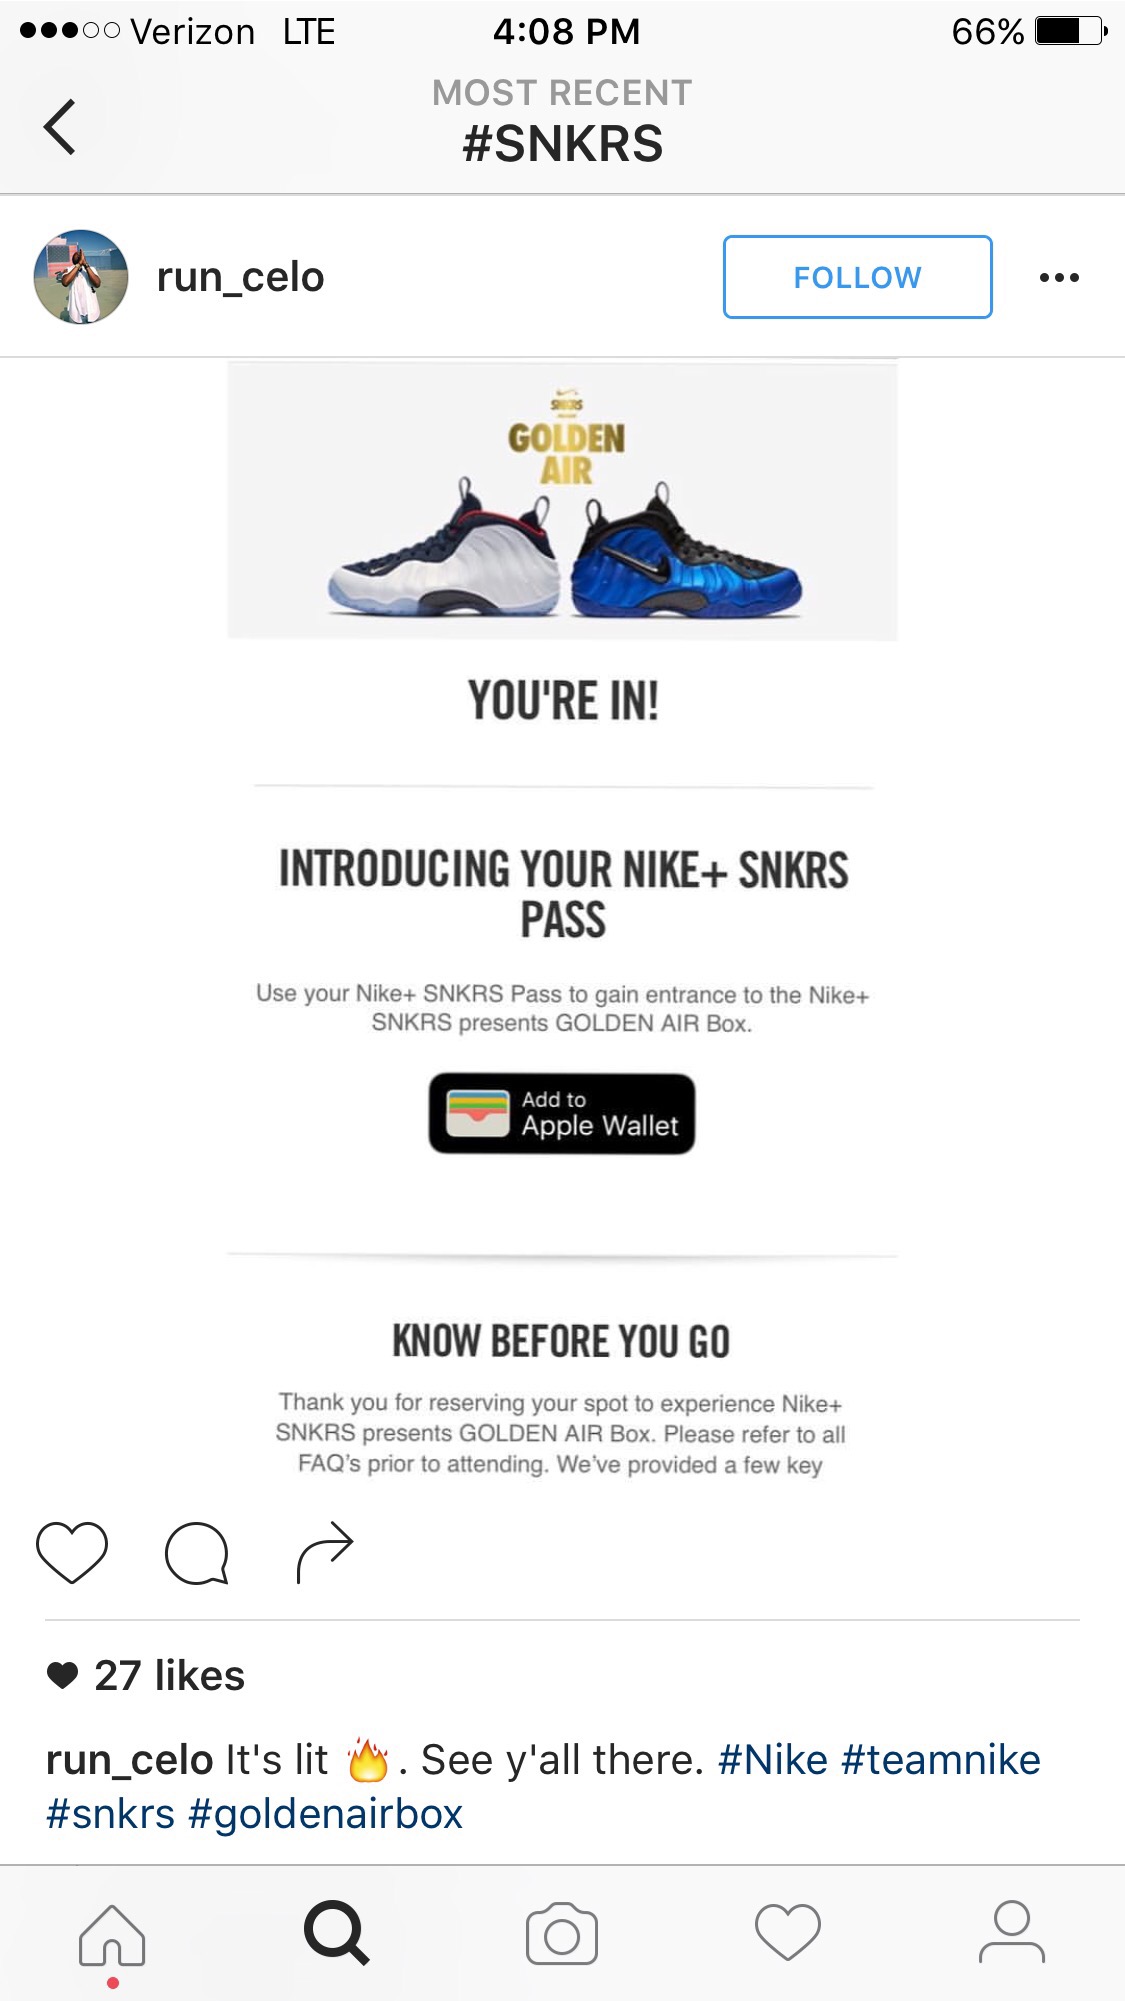 Verizon LTE 4:08 PM 66%
MOST RECENT
#SNKRS
run_celo FOLLOW
SNKRS
GOLDEN
AIR
YOU'RE IN!
INTRODUCING YOUR NIKE+ SNKRS
PASS
Use your Nike+ SNKRS Pass to gain entrance to the Nike+
SNKRS presents GOLDEN AIR Box.
Add to
Apple Wallet
KNOW BEFORE YOU GO
Thank you for reserving your spot to experience Nike+
SNKRS presents GOLDEN AIR Box. Please refer to all
FAQ's prior to attending. We've provided a few key
27 likes
run_celo It's lit 🔥. See y'all there. #Nike #teamnike
#snkrs #goldenairbox